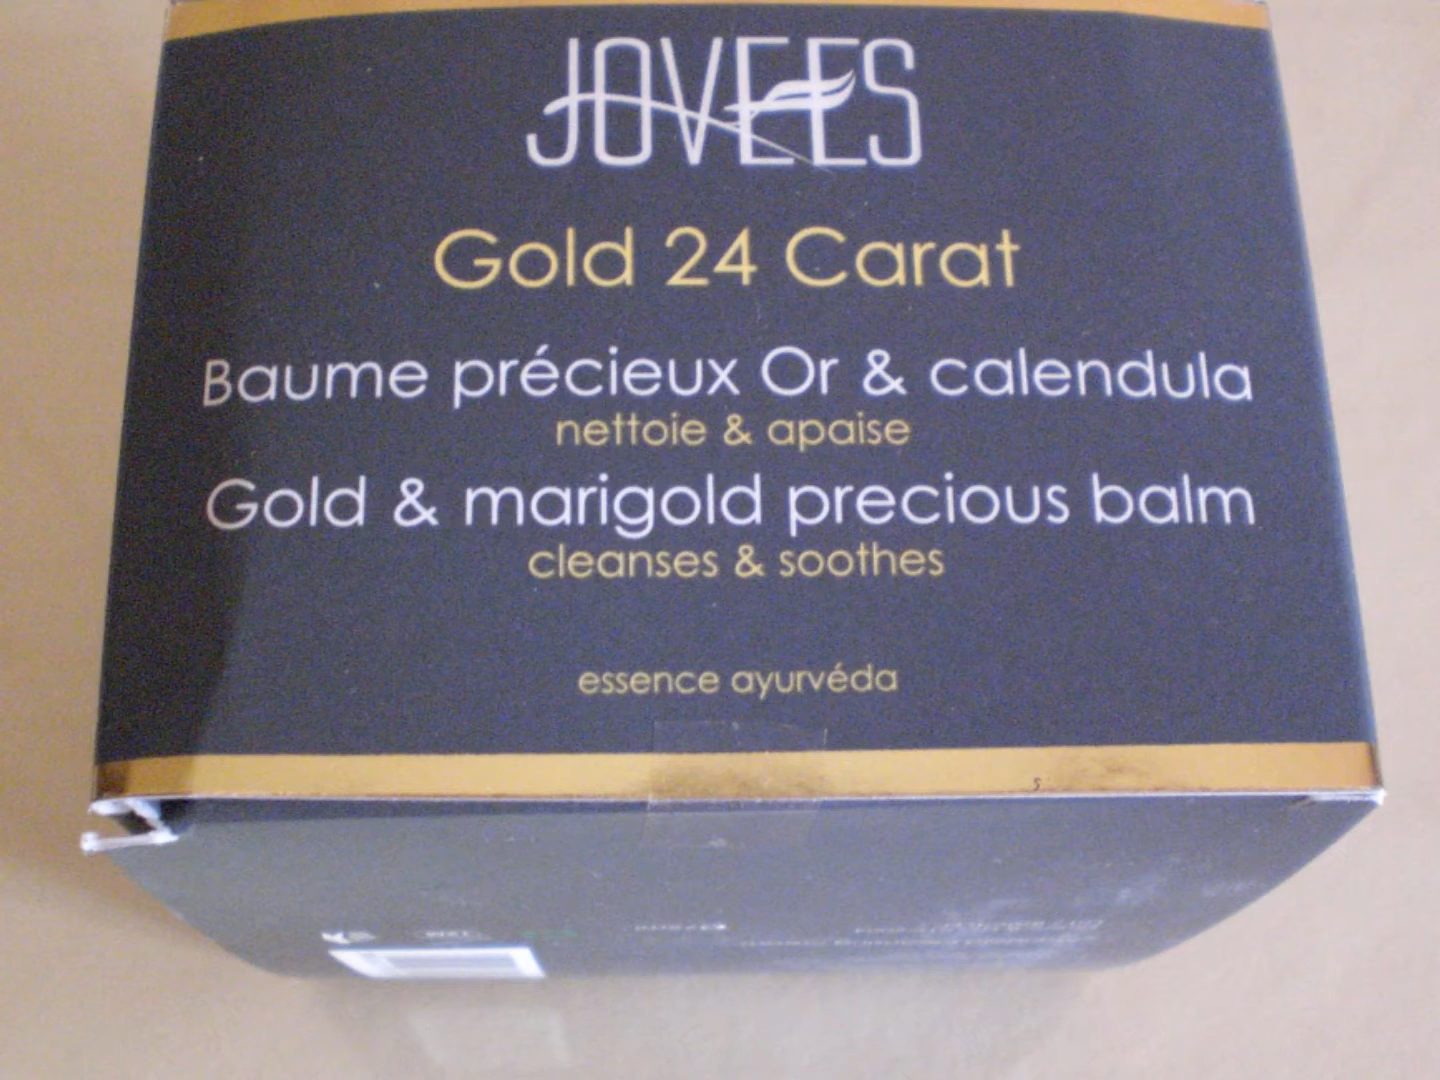 JOVEES
Gold 24 Carat
Baume précieux Or & calendula
nettoie & apaise
Gold & marigold precious balm
cleanses & soothes
essence ayurvéda